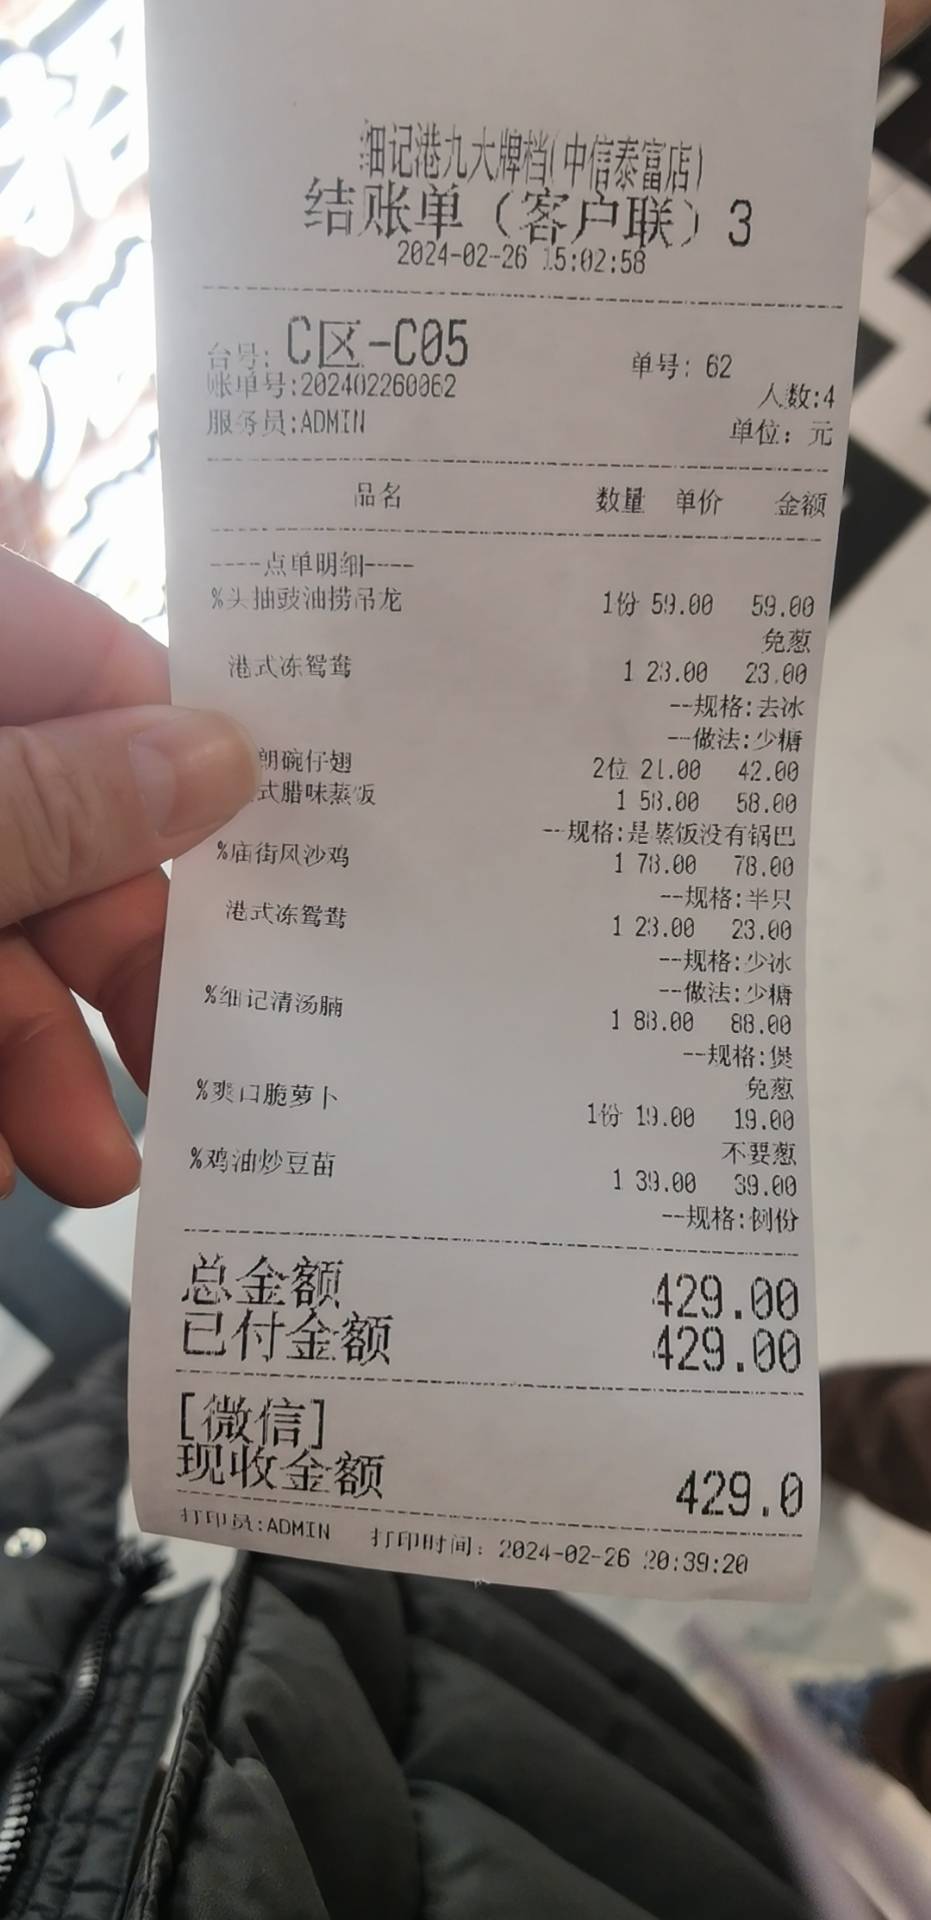 细记港九大牌档(中信泰富店)
结账单（客户联）3
2024-02-26 15:02:58
台号: C区-C05 单号: 62
账单号:202402260062 人数:4
服务员:ADMIN 单位: 元
品名 数量 单价 金额
----点单明细----
%头抽豉油捞吊龙 1份 59.00 59.00
免葱
港式冻鸳鸯 1 23.00 23.00
--规格:去冰
--做法:少糖
朗碗仔翅 2位 21.00 42.00
式腊味蒸饭 1 58.00 58.00
--规格:是蒸饭没有锅巴
%庙街风沙鸡 1 78.00 78.00
--规格:半只
港式冻鸳鸯 1 23.00 23.00
--规格:少冰
--做法:少糖
%细记清汤腩 1 88.00 88.00
--规格:煲
免葱
%爽口脆萝卜 1份 19.00 19.00
不要葱
%鸡油炒豆苗 1 39.00 39.00
--规格:例份
总金额 429.00
已付金额 429.00
[微信]
现收金额 429.0
打印员:ADMIN 打印时间: 2024-02-26 20:39:20